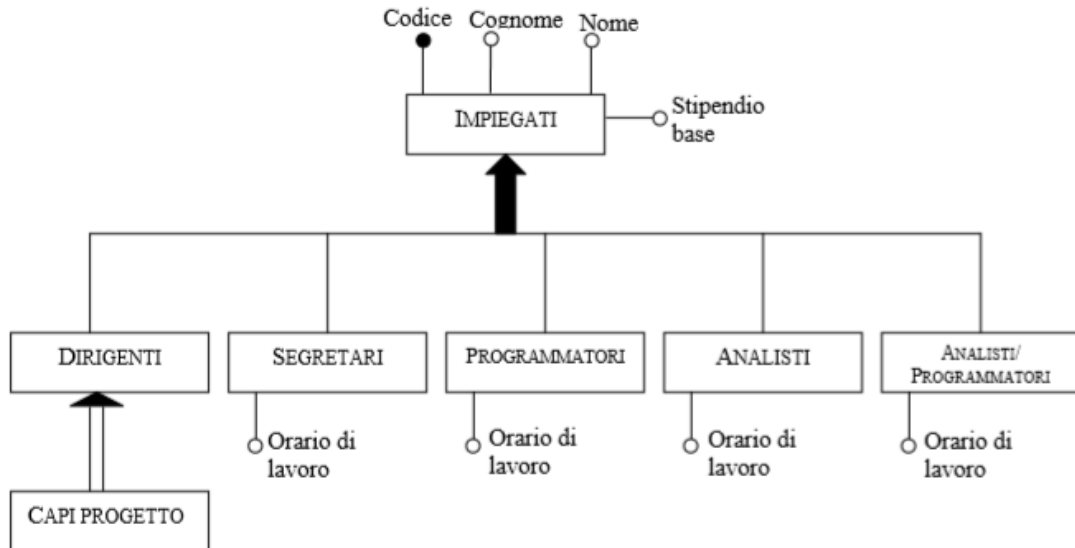 Codice
Cognome
Nome
IMPIEGATI
Stipendio
base
DIRIGENTI
SEGRETARI
PROGRAMMATORI
ANALISTI
ANALISTI/
PROGRAMMATORI
Orario di
lavoro
Orario di
lavoro
Orario di
lavoro
Orario di
lavoro
CAPI PROGETTO